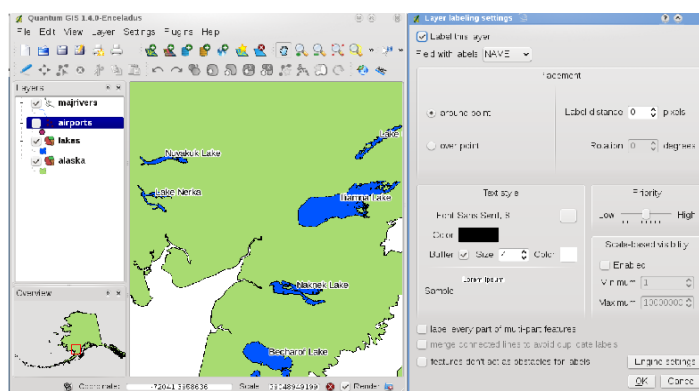 Quantum GIS 1.4.0-Enceladus
File Edit View Layer Settings Plugins Help
Layers
majrivers
airports
lakes
alaska
Overview
Nuyakuk Lake
Lake Nerka
Lake
Iliamna Lake
Naknek Lake
Becharof Lake
Coordinate:
Scale
Render
Layer labeling settings
Label this layer
Field with labels NAME
Placement
around point
Label distance 0 pixels
over point
Rotation 0 degrees
Text style
Font Sans Serif, 8
Color
Buffer Size Color
Lorem Ipsum
Sample
Priority
Low High
Scale-based visibility
Enabled
Minimum 1
Maximum
label every part of multi-part features
merge connected lines to avoid duplicate labels
features don't act as obstacles for labels
Engine settings
OK Cancel